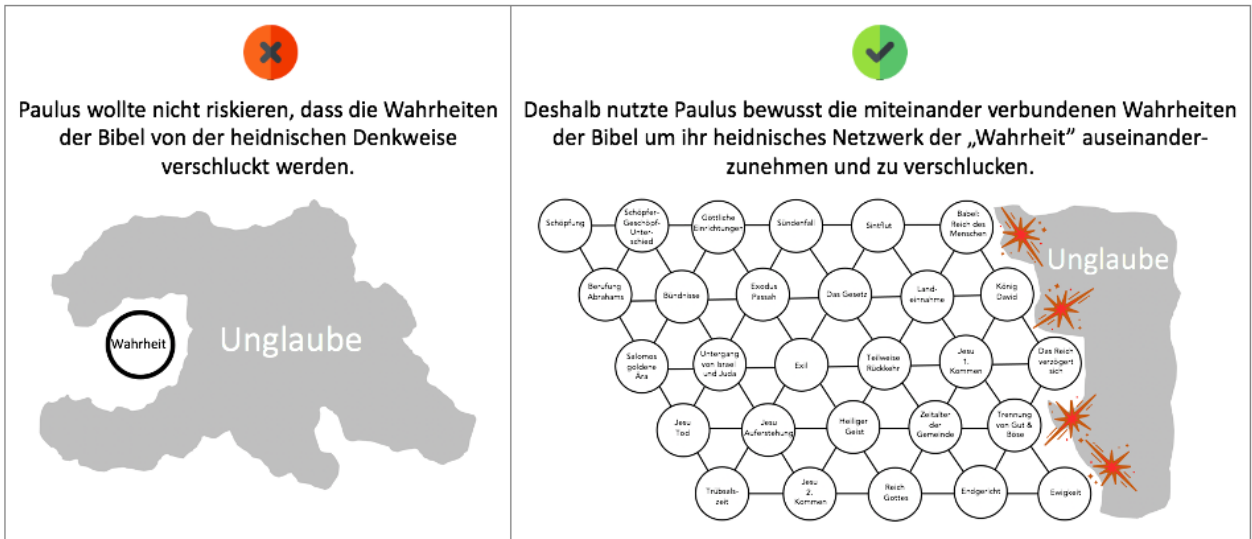 Paulus wollte nicht riskieren, dass die Wahrheiten
der Bibel von der heidnischen Denkweise
verschluckt werden.
Wahrheit
Unglaube
Deshalb nutzte Paulus bewusst die miteinander verbundenen Wahrheiten
der Bibel um ihr heidnisches Netzwerk der „Wahrheit” auseinander-
zunehmen und zu verschlucken.
Schöpfung
Schöpfer-
Geschöpf-
Unter-
schied
Göttliche
Einrichtungen
Sündenfall
Sintflut
Babel:
Reich des
Menschen
Unglaube
Berufung
Abrahams
Bündnisse
Exodus
Passah
Das Gesetz
Land-
einnahme
König
David
Salomos
goldene
Ära
Untergang
von Israel
und Juda
Exil
Teilweise
Rückkehr
Jesu
1.
Kommen
Das Reich
verzögert
sich
Jesu
Tod
Jesu
Auferstehung
Heiliger
Geist
Zeitalter
der
Gemeinde
Trennung
von Gut &
Böse
Trübsals-
zeit
Jesu
2.
Kommen
Reich
Gottes
Endgericht
Ewigkeit